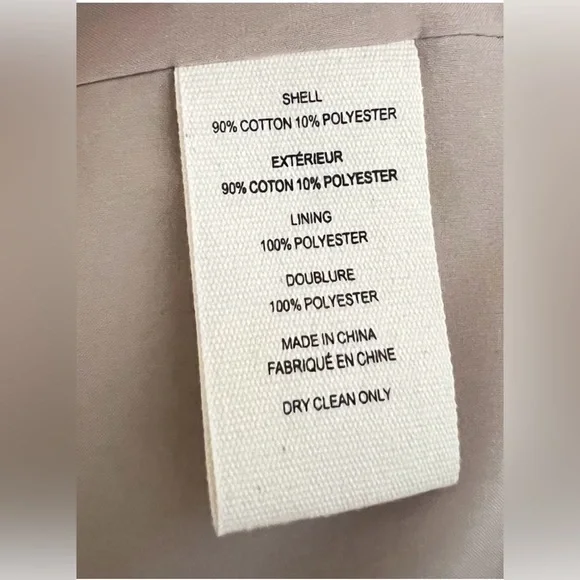 SHELL
90% COTTON 10% POLYESTER
EXTÉRIEUR
90% COTON 10% POLYESTER
LINING
100% POLYESTER
DOUBLURE
100% POLYESTER
MADE IN CHINA
FABRIQUÉ EN CHINE
DRY CLEAN ONLY